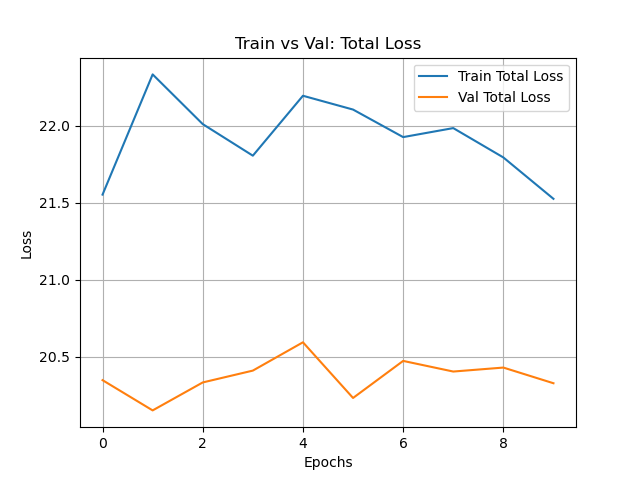 Train vs Val: Total Loss
Train Total Loss
Val Total Loss
22.0
21.5
21.0
20.5
Loss
0 2 4 6 8
Epochs